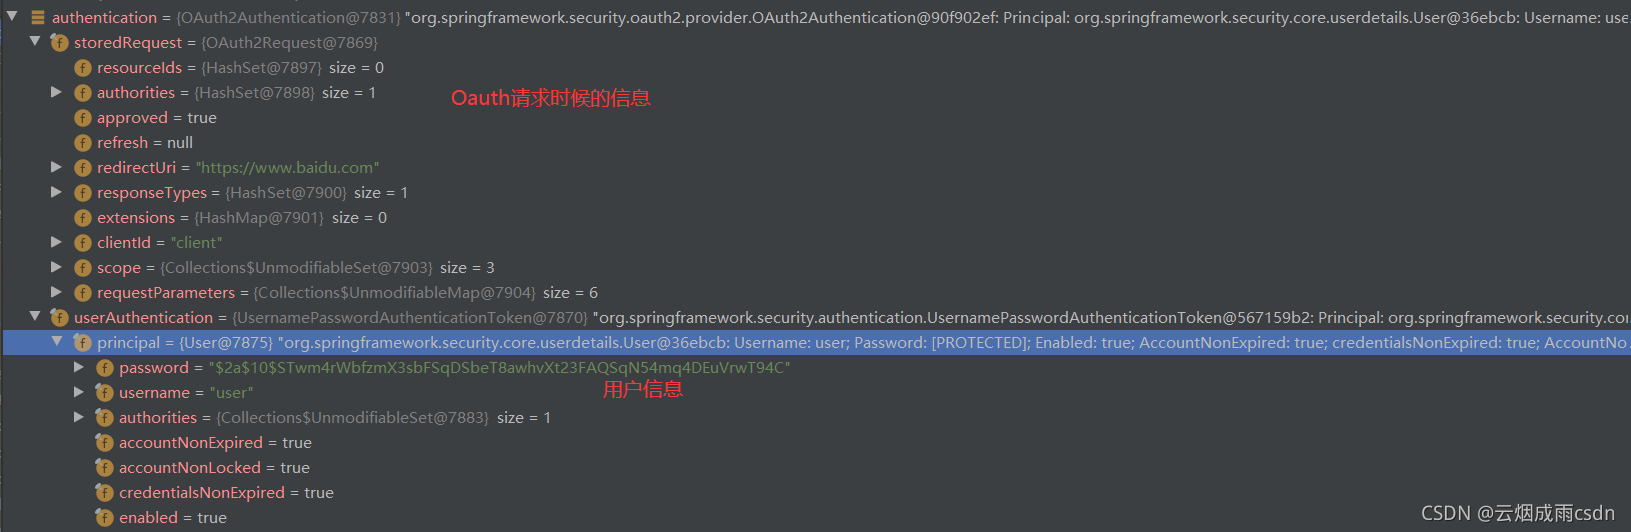 authentication = {OAuth2Authentication@7831} "org.springframework.security.oauth2.provider.OAuth2Authentication@90f902ef: Principal: org.springframework.security.core.userdetails.User@36ebcb: Username: use
storedRequest = {OAuth2Request@7869}
resourceIds = {HashSet@7897} size = 0
authorities = {HashSet@7898} size = 1
Oauth请求时候的信息
approved = true
refresh = null
redirectUri = "https://www.baidu.com"
responseTypes = {HashSet@7900} size = 1
extensions = {HashMap@7901} size = 0
clientId = "client"
scope = {Collections$UnmodifiableSet@7903} size = 3
requestParameters = {Collections$UnmodifiableMap@7904} size = 6
userAuthentication = {UsernamePasswordAuthenticationToken@7870} "org.springframework.security.authentication.UsernamePasswordAuthenticationToken@567159b2: Principal: org.springframework.security.co
principal = {User@7875} "org.springframework.security.core.userdetails.User@36ebcb: Username: user; Password: [PROTECTED]; Enabled: true; AccountNonExpired: true; credentialsNonExpired: true; AccountNo...
password = "$2a$10$STwm4rWbfzmX3sbFSqDSbeT8awhvXt23FAQSqN54mq4DEuVrwT94C"
用户信息
username = "user"
authorities = {Collections$UnmodifiableSet@7883} size = 1
accountNonExpired = true
accountNonLocked = true
credentialsNonExpired = true
enabled = true
CSDN @云烟成雨csdn